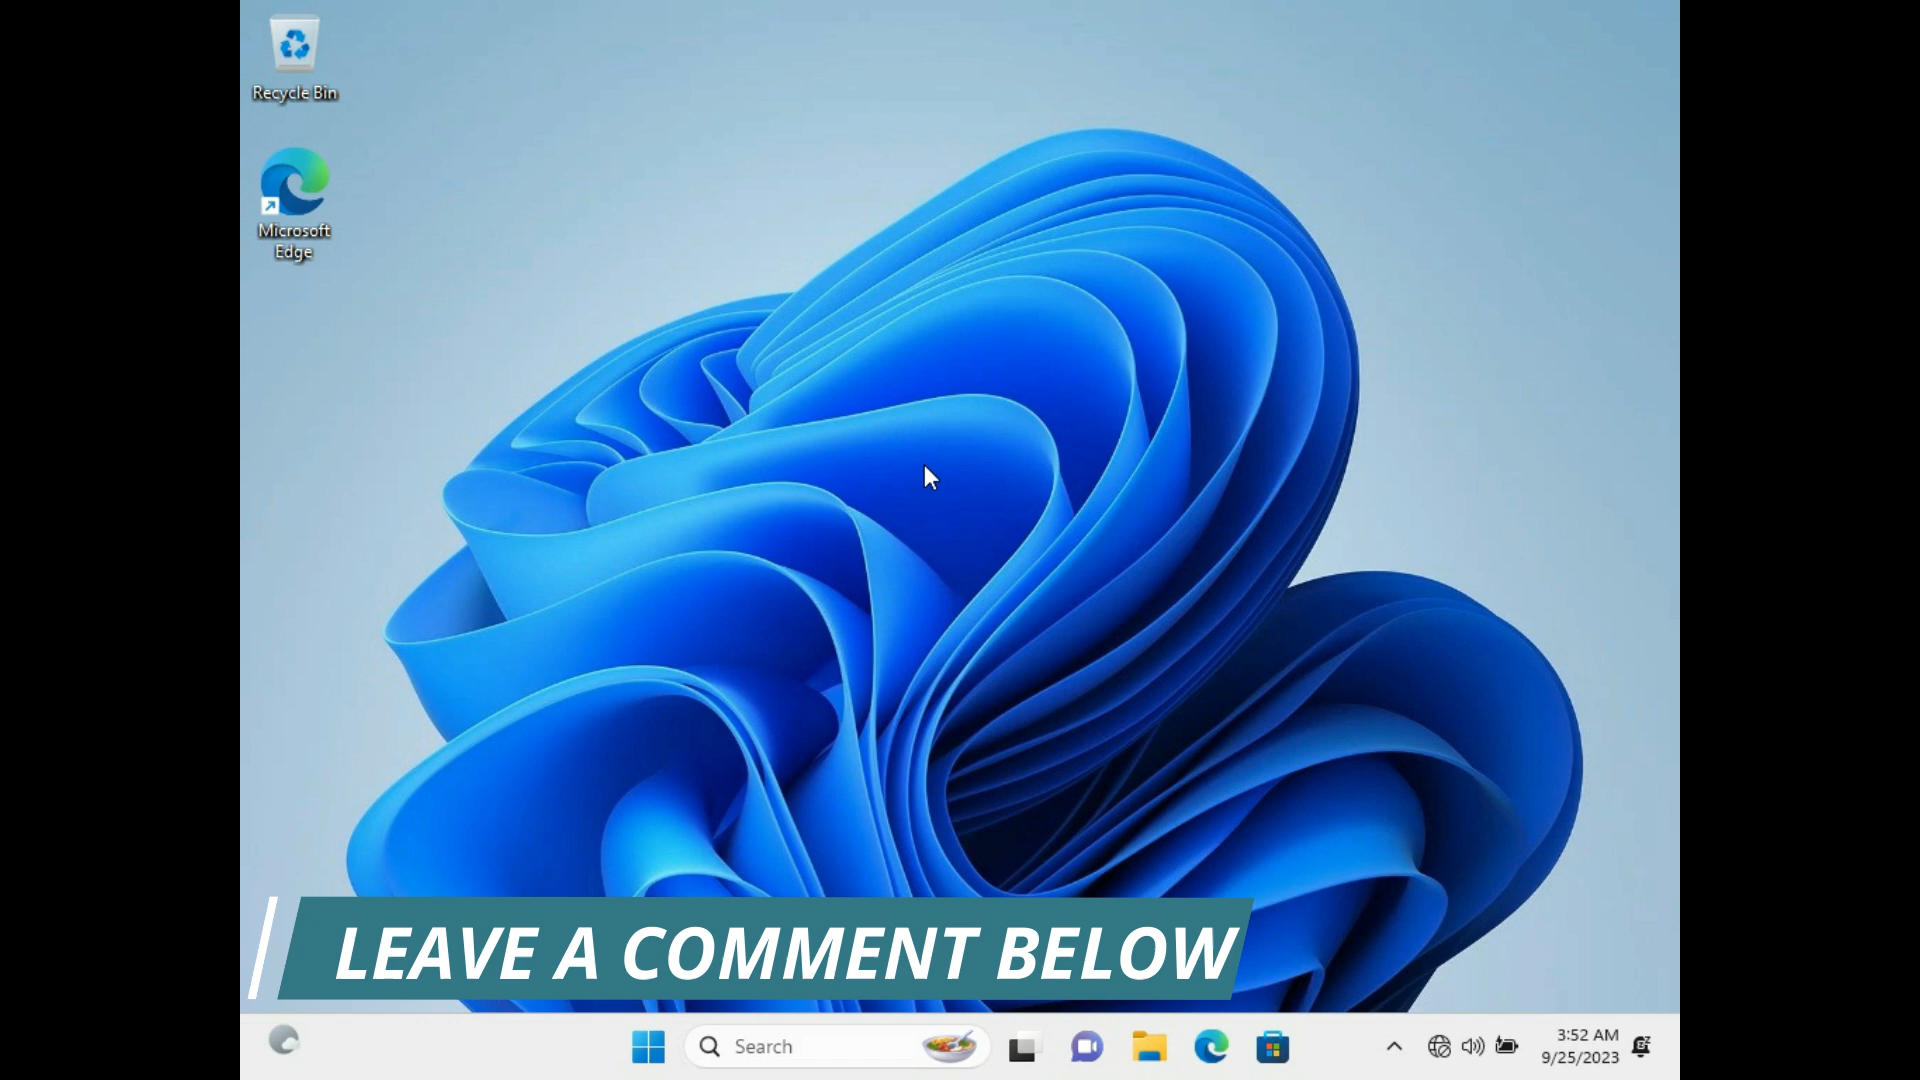 Recycle Bin
Microsoft
Edge
LEAVE A COMMENT BELOW
Search
3:52 AM
9/25/2023